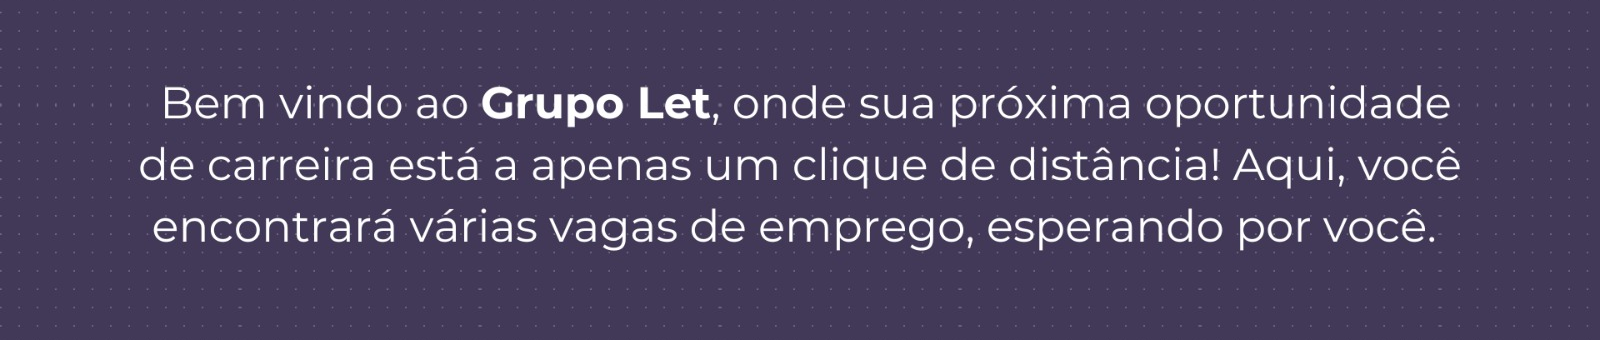 Bem vindo ao Grupo Let, onde sua próxima oportunidade
de carreira está a apenas um clique de distância! Aqui, você
encontrará várias vagas de emprego, esperando por você.